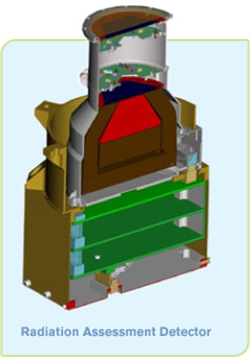 Radiation Assessment Detector